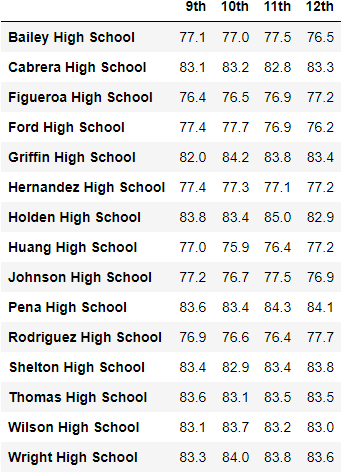 9th 10th 11th 12th
Bailey High School 77.1 77.0 77.5 76.5
Cabrera High School 83.1 83.2 82.8 83.3
Figueroa High School 76.4 76.5 76.9 77.2
Ford High School 77.4 77.7 76.9 76.2
Griffin High School 82.0 84.2 83.8 83.4
Hernandez High School 77.4 77.3 77.1 77.2
Holden High School 83.8 83.4 85.0 82.9
Huang High School 77.0 75.9 76.4 77.2
Johnson High School 77.2 76.7 77.5 76.9
Pena High School 83.6 83.4 84.3 84.1
Rodriguez High School 76.9 76.6 76.4 77.7
Shelton High School 83.4 82.9 83.4 83.8
Thomas High School 83.6 83.1 83.5 83.5
Wilson High School 83.1 83.7 83.2 83.0
Wright High School 83.3 84.0 83.8 83.6